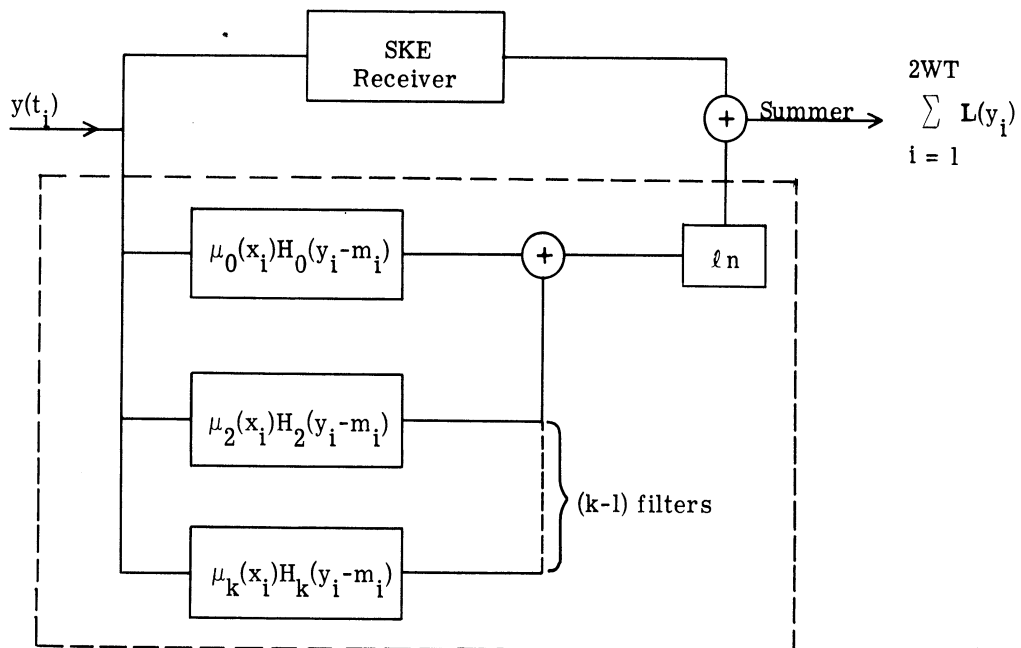 SKE
Receiver
y(t_i)
+
Summer
2WT
∑ L(y_i)
i = 1
μ_0(x_i)H_0(y_i-m_i)
+
ℓn
μ_2(x_i)H_2(y_i-m_i)
(k-1) filters
μ_k(x_i)H_k(y_i-m_i)